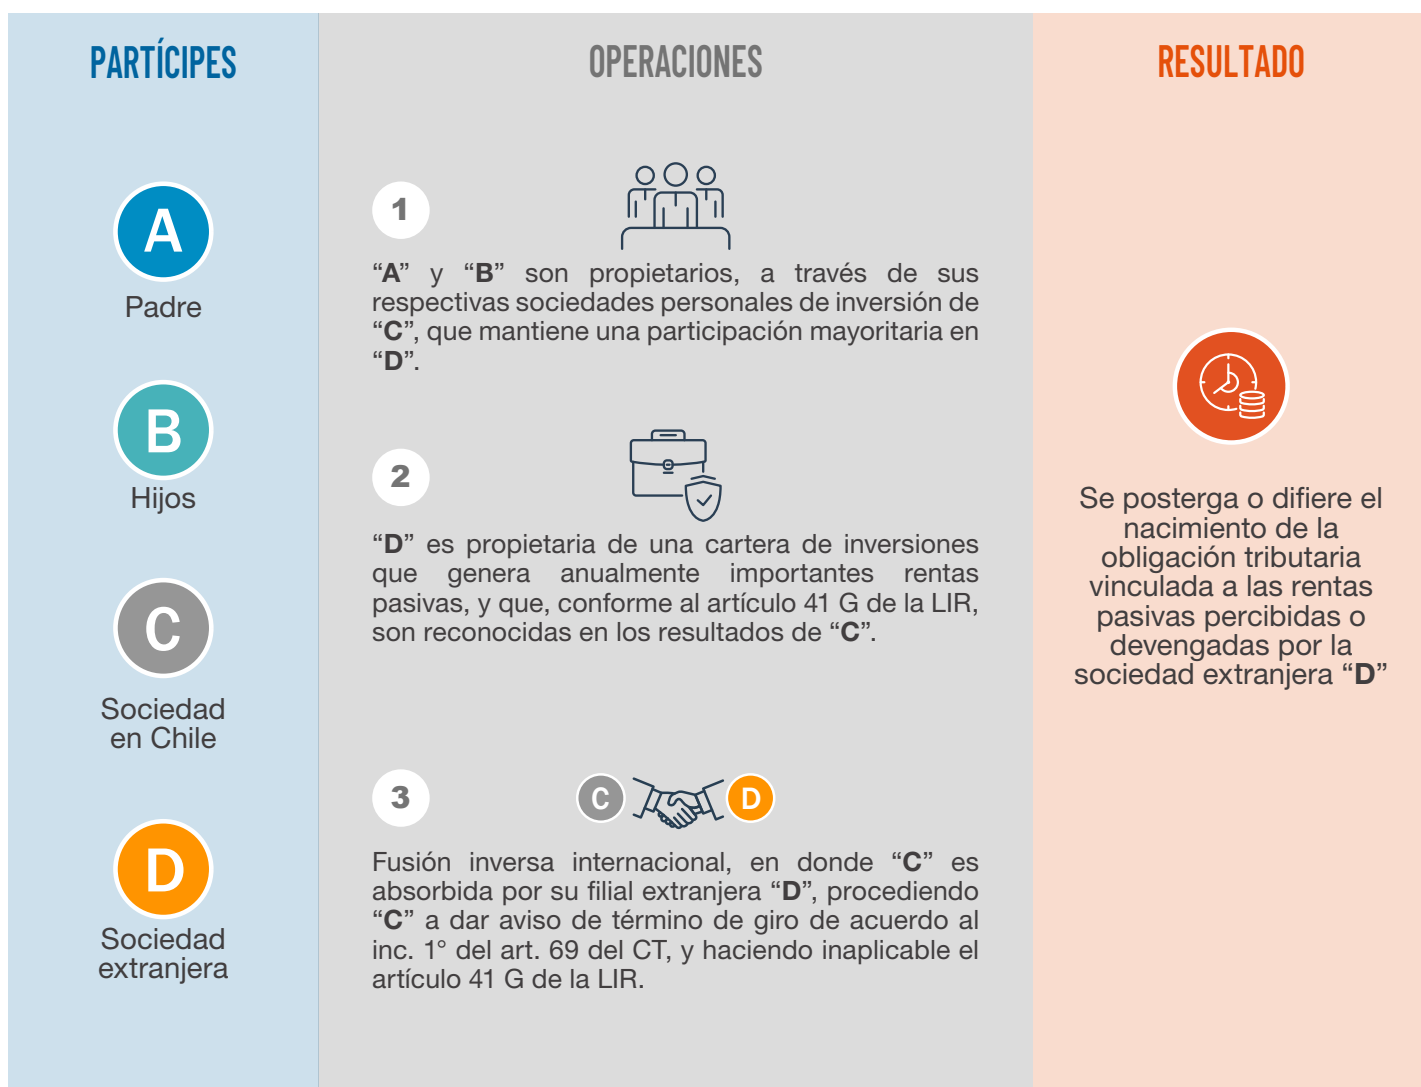 PARTÍCIPES
A
Padre
B
Hijos
C
Sociedad
en Chile
D
Sociedad
extranjera
OPERACIONES
1
“A” y “B” son propietarios, a través de sus
respectivas sociedades personales de inversión de
“C”, que mantiene una participación mayoritaria en
“D”.
2
“D” es propietaria de una cartera de inversiones
que genera anualmente importantes rentas
pasivas, y que, conforme al artículo 41 G de la LIR,
son reconocidas en los resultados de “C”.
3
C D
Fusión inversa internacional, en donde “C” es
absorbida por su filial extranjera “D”, procediendo
“C” a dar aviso de término de giro de acuerdo al
inc. 1° del art. 69 del CT, y haciendo inaplicable el
artículo 41 G de la LIR.
RESULTADO
Se posterga o difiere el
nacimiento de la
obligación tributaria
vinculada a las rentas
pasivas percibidas o
devengadas por la
sociedad extranjera “D”